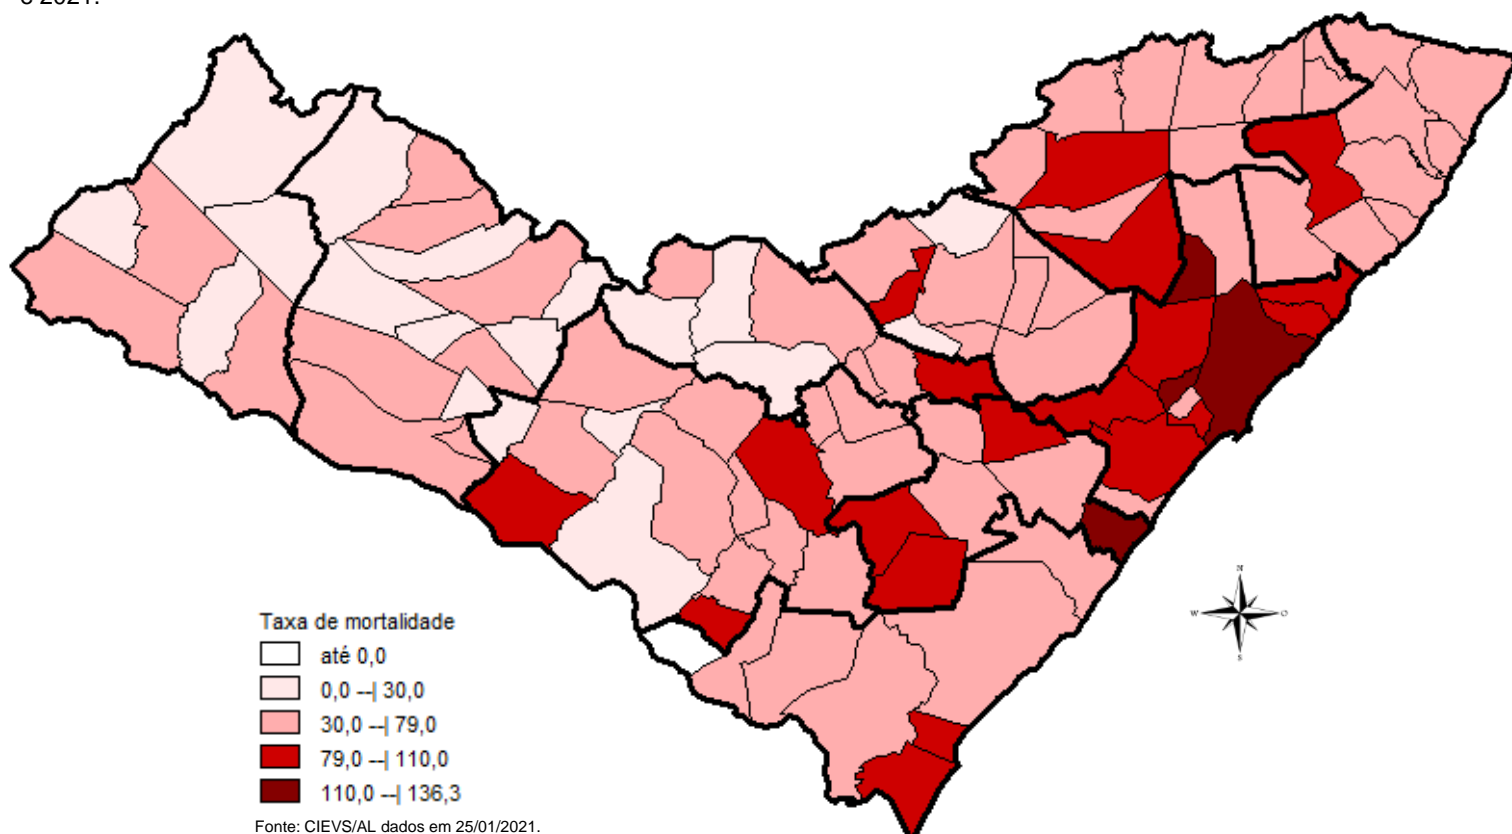 e 2021.
Taxa de mortalidade
até 0,0
0,0 --| 30,0
30,0 --| 79,0
79,0 --| 110,0
110,0 --| 136,3
Fonte: CIEVS/AL dados em 25/01/2021.
N
W
O
S